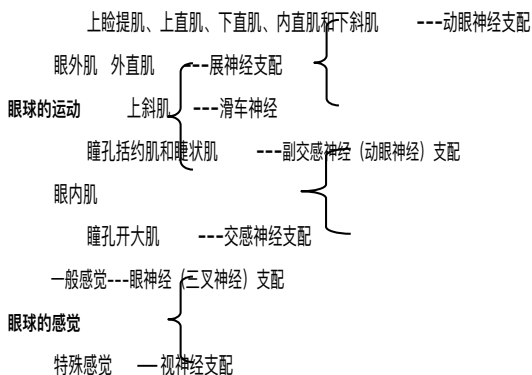 上睑提肌、上直肌、下直肌、内直肌和下斜肌 ---动眼神经支配
眼外肌 外直肌 ---展神经支配
眼球的运动 上斜肌 ---滑车神经
瞳孔括约肌和睫状肌 ---副交感神经（动眼神经）支配
眼内肌
瞳孔开大肌 ---交感神经支配
一般感觉---眼神经（三叉神经）支配
眼球的感觉
特殊感觉 — 视神经支配